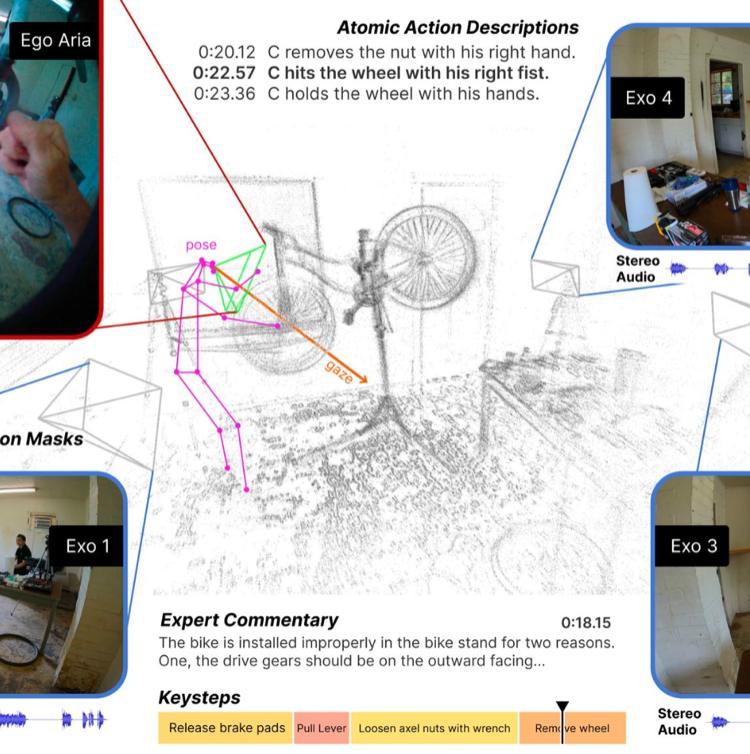 Ego Aria
Atomic Action Descriptions
0:20.12 C removes the nut with his right hand.
0:22.57 C hits the wheel with his right fist.
0:23.36 C holds the wheel with his hands.
Exo 4
Stereo
Audio
pose
gaze
on Masks
Exo 1
Exo 3
Expert Commentary 0:18.15
The bike is installed improperly in the bike stand for two reasons.
One, the drive gears should be on the outward facing...
Keysteps
Release brake pads Pull Lever Loosen axel nuts with wrench Remove wheel
Stereo
Audio